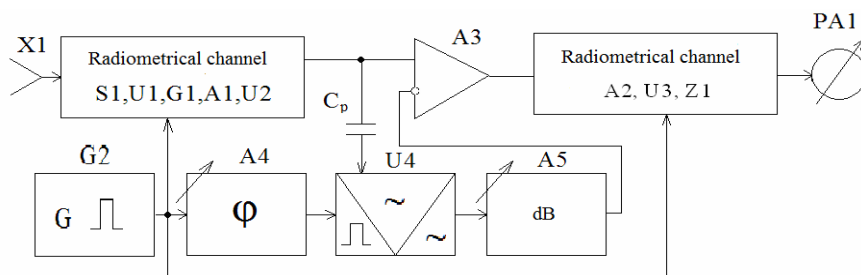 X1
Radiometrical channel
S1,U1,G1,A1,U2
A3
Radiometrical channel
A2, U3, Z1
PA1
Cp
G2
A4
U4
A5
G
φ
~
~
dB